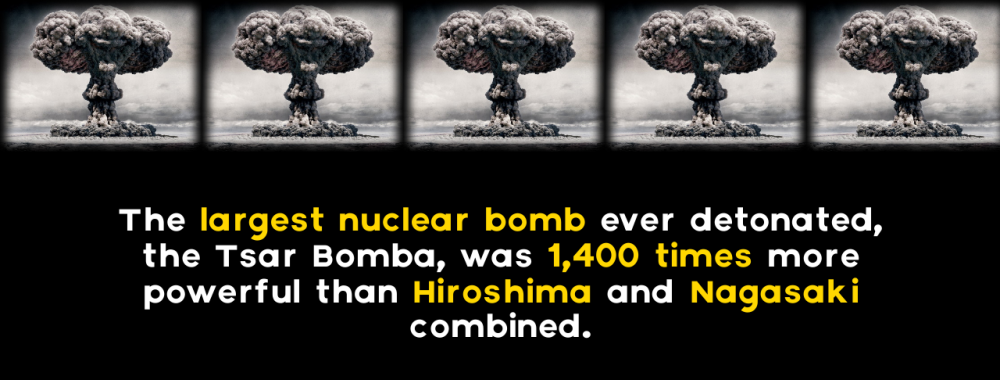 The largest nuclear bomb ever detonated,
the Tsar Bomba, was 1,400 times more
powerful than Hiroshima and Nagasaki
combined.